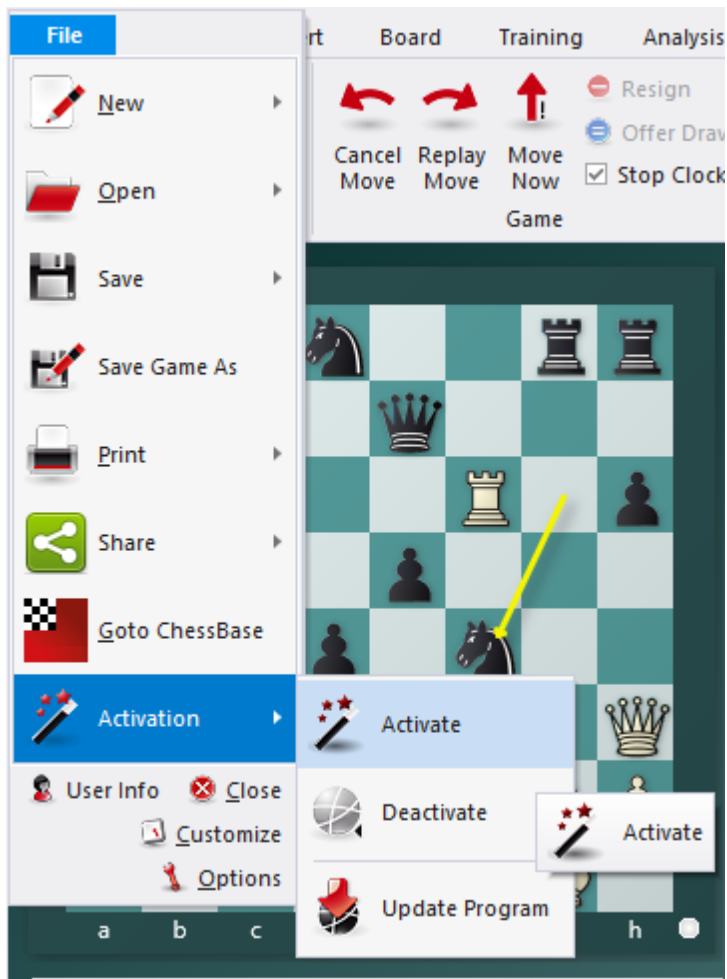 File
rt
Board
Training
Analysis
New
Open
Save
Save Game As
Print
Share
Goto ChessBase
Activation
User Info
Close
Customize
Options
Cancel
Move
Replay
Move
Move
Now
Resign
Offer Draw
Stop Clock
Game
Activate
Deactivate
Update Program
Activate
a b c h